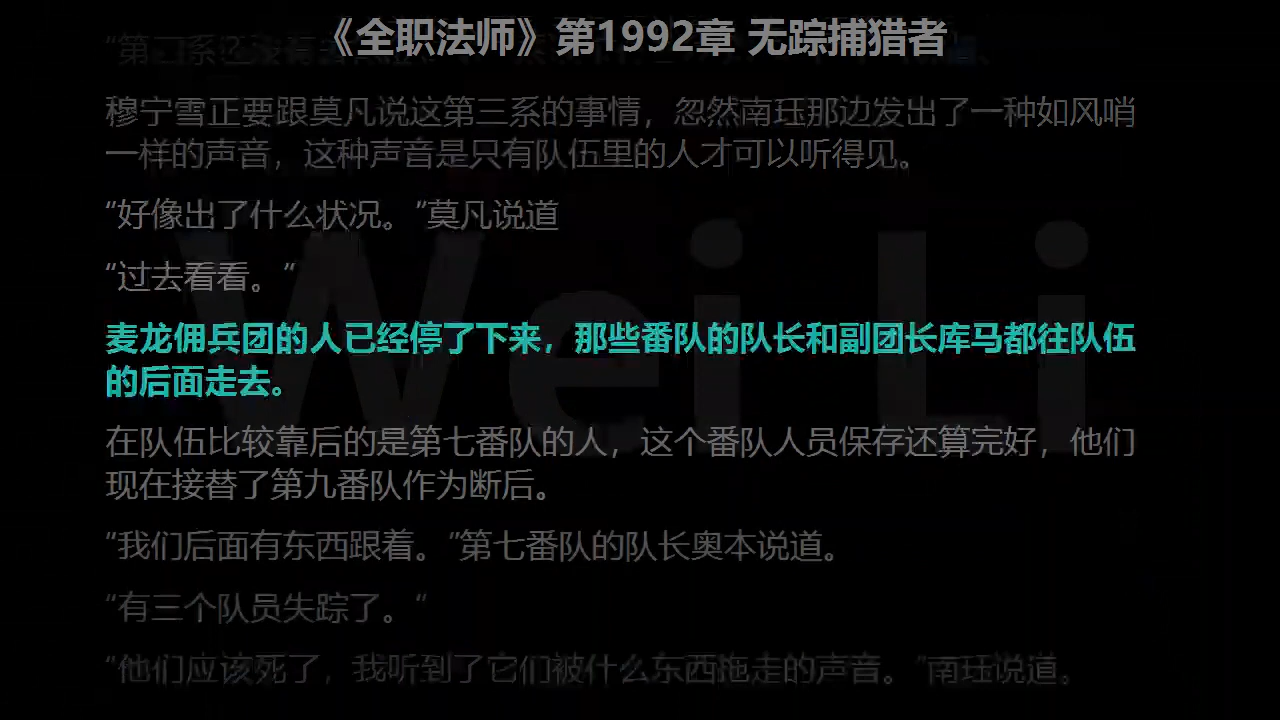 《全职法师》第1992章 无踪捕猎者
穆宁雪正要跟莫凡说这第三系的事情，忽然南珏那边发出了一种如风哨
一样的声音，这种声音是只有队伍里的人才可以听得见。
“好像出了什么状况。”莫凡说道
“过去看看。”
麦龙佣兵团的人已经停了下来，那些番队的队长和副团长库马都往队伍
的后面走去。
在队伍比较靠后的是第七番队的人，这个番队人员保存还算完好，他们
现在接替了第九番队作为断后。
“我们后面有东西跟着。”第七番队的队长奥本说道。
“有三个队员失踪了。”
“他们应该死了，我听到了它们被什么东西拖走的声音。”南珏说道。
Wei Li